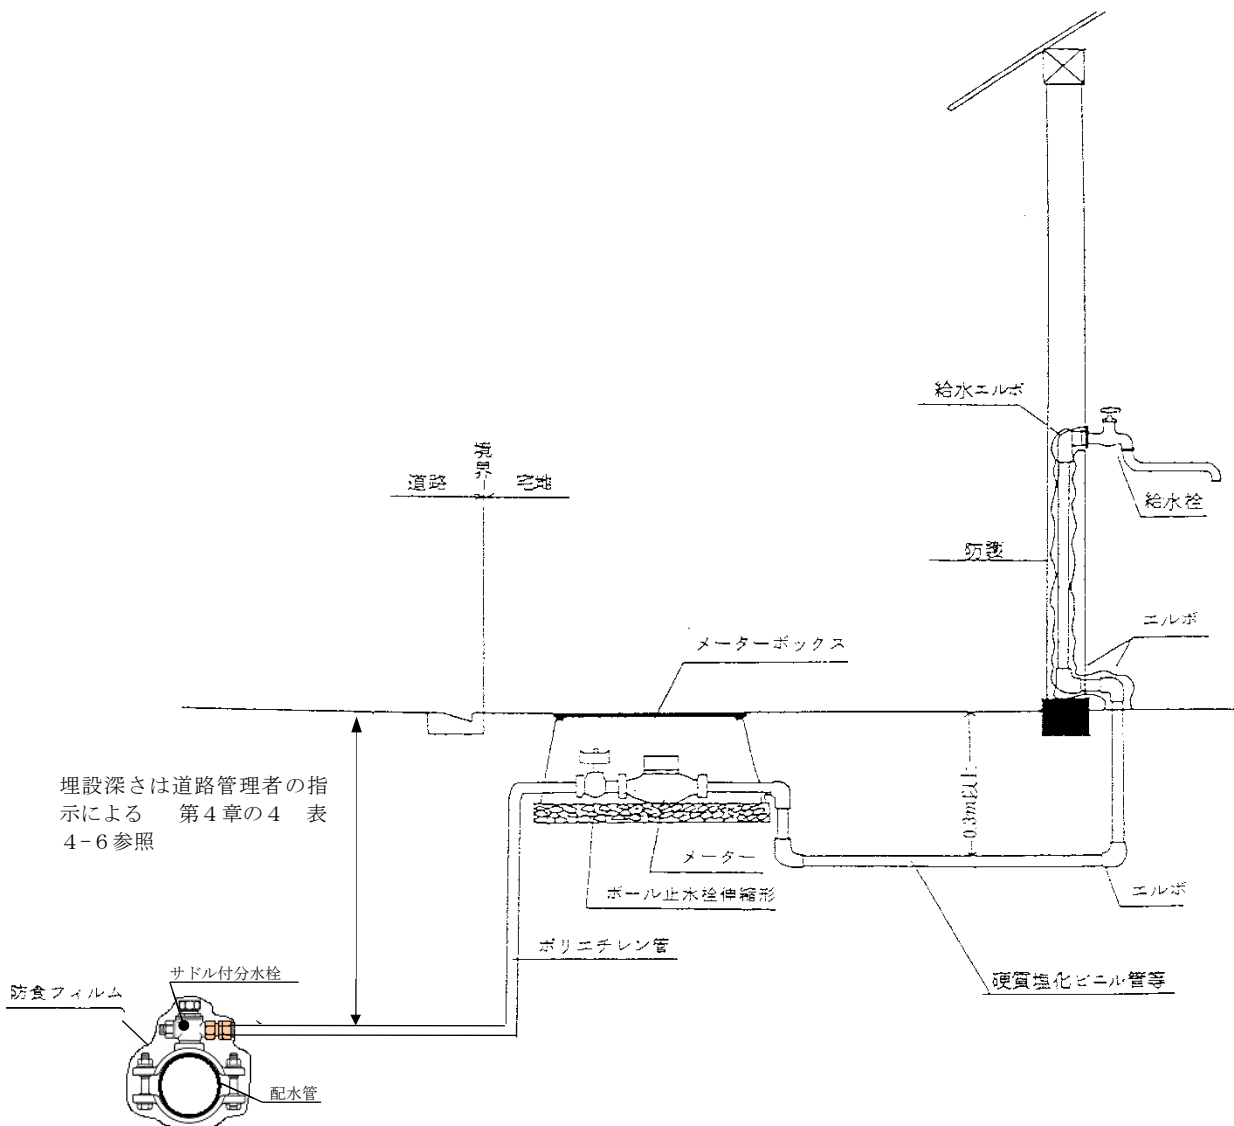 給水エルボ
境界
道路
宅地
給水栓
防護
エルボ
メーターボックス
埋設深さは道路管理者の指
示による 第4章の4 表
4-6参照
0.3m以上
メーター
ボール止水栓伸縮形
エルボ
ポリエチレン管
硬質塩化ビニル管等
サドル付分水栓
防食フィルム
配水管